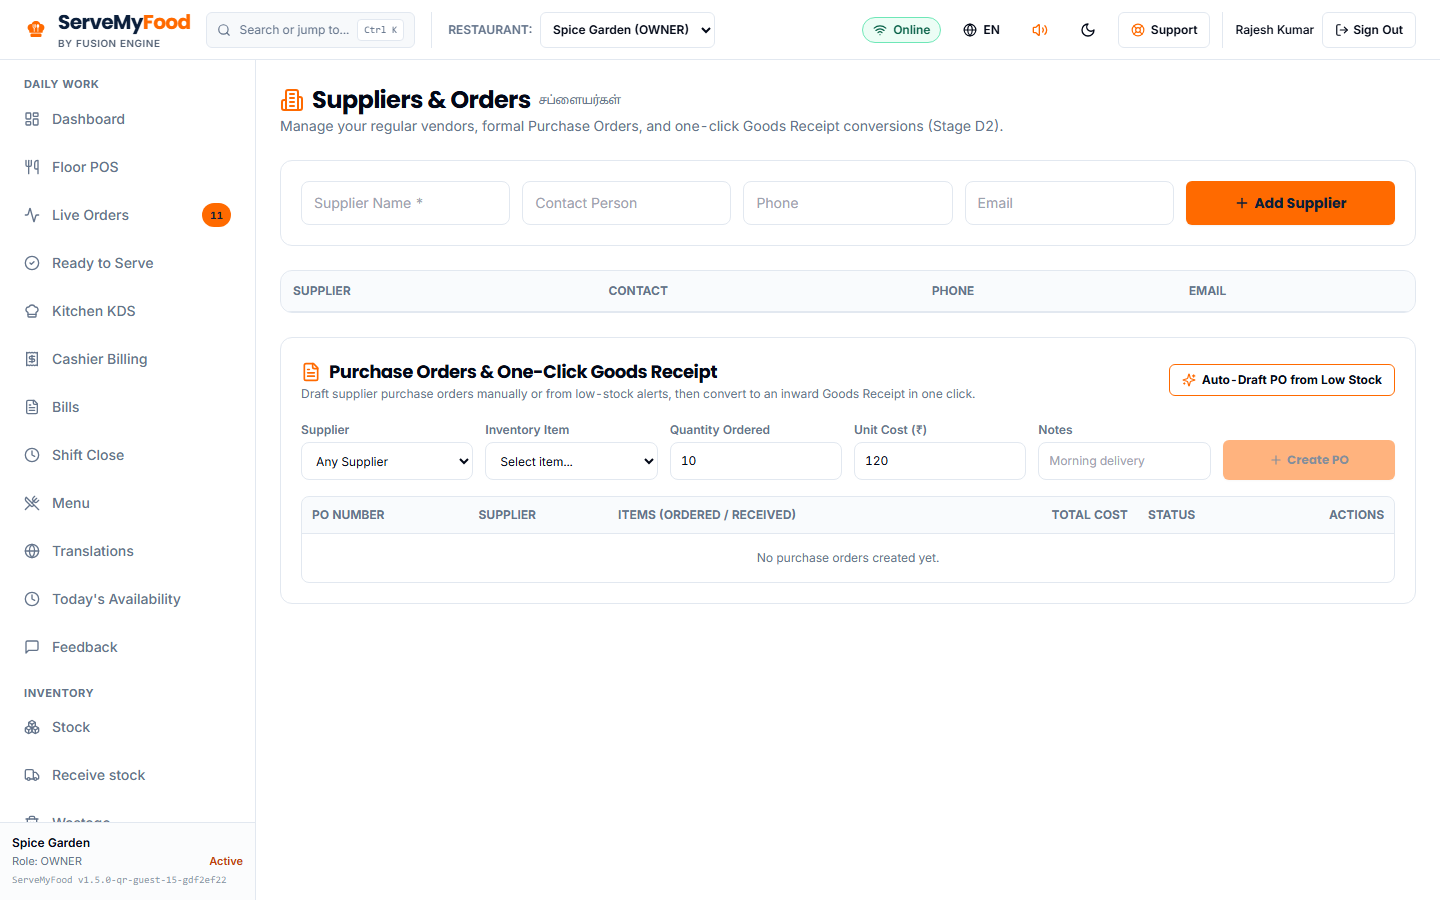 ServeMyFood
BY FUSION ENGINE
Search or jump to... Ctrl K
RESTAURANT: Spice Garden (OWNER)
Online
EN
Support
Rajesh Kumar
Sign Out
DAILY WORK
Dashboard
Floor POS
Live Orders 11
Ready to Serve
Kitchen KDS
Cashier Billing
Bills
Shift Close
Menu
Translations
Today's Availability
Feedback
INVENTORY
Stock
Receive stock
Wastage
Spice Garden
Role: OWNER Active
ServeMyFood v1.5.0-qr-guest-15-gdf2ef22
Suppliers & Orders சப்ளையர்கள்
Manage your regular vendors, formal Purchase Orders, and one-click Goods Receipt conversions (Stage D2).
Supplier Name * Contact Person Phone Email + Add Supplier
SUPPLIER CONTACT PHONE EMAIL
Purchase Orders & One-Click Goods Receipt
Draft supplier purchase orders manually or from low-stock alerts, then convert to an inward Goods Receipt in one click.
Auto-Draft PO from Low Stock
Supplier Inventory Item Quantity Ordered Unit Cost (₹) Notes
Any Supplier Select item... 10 120 Morning delivery + Create PO
PO NUMBER SUPPLIER ITEMS (ORDERED / RECEIVED) TOTAL COST STATUS ACTIONS
No purchase orders created yet.